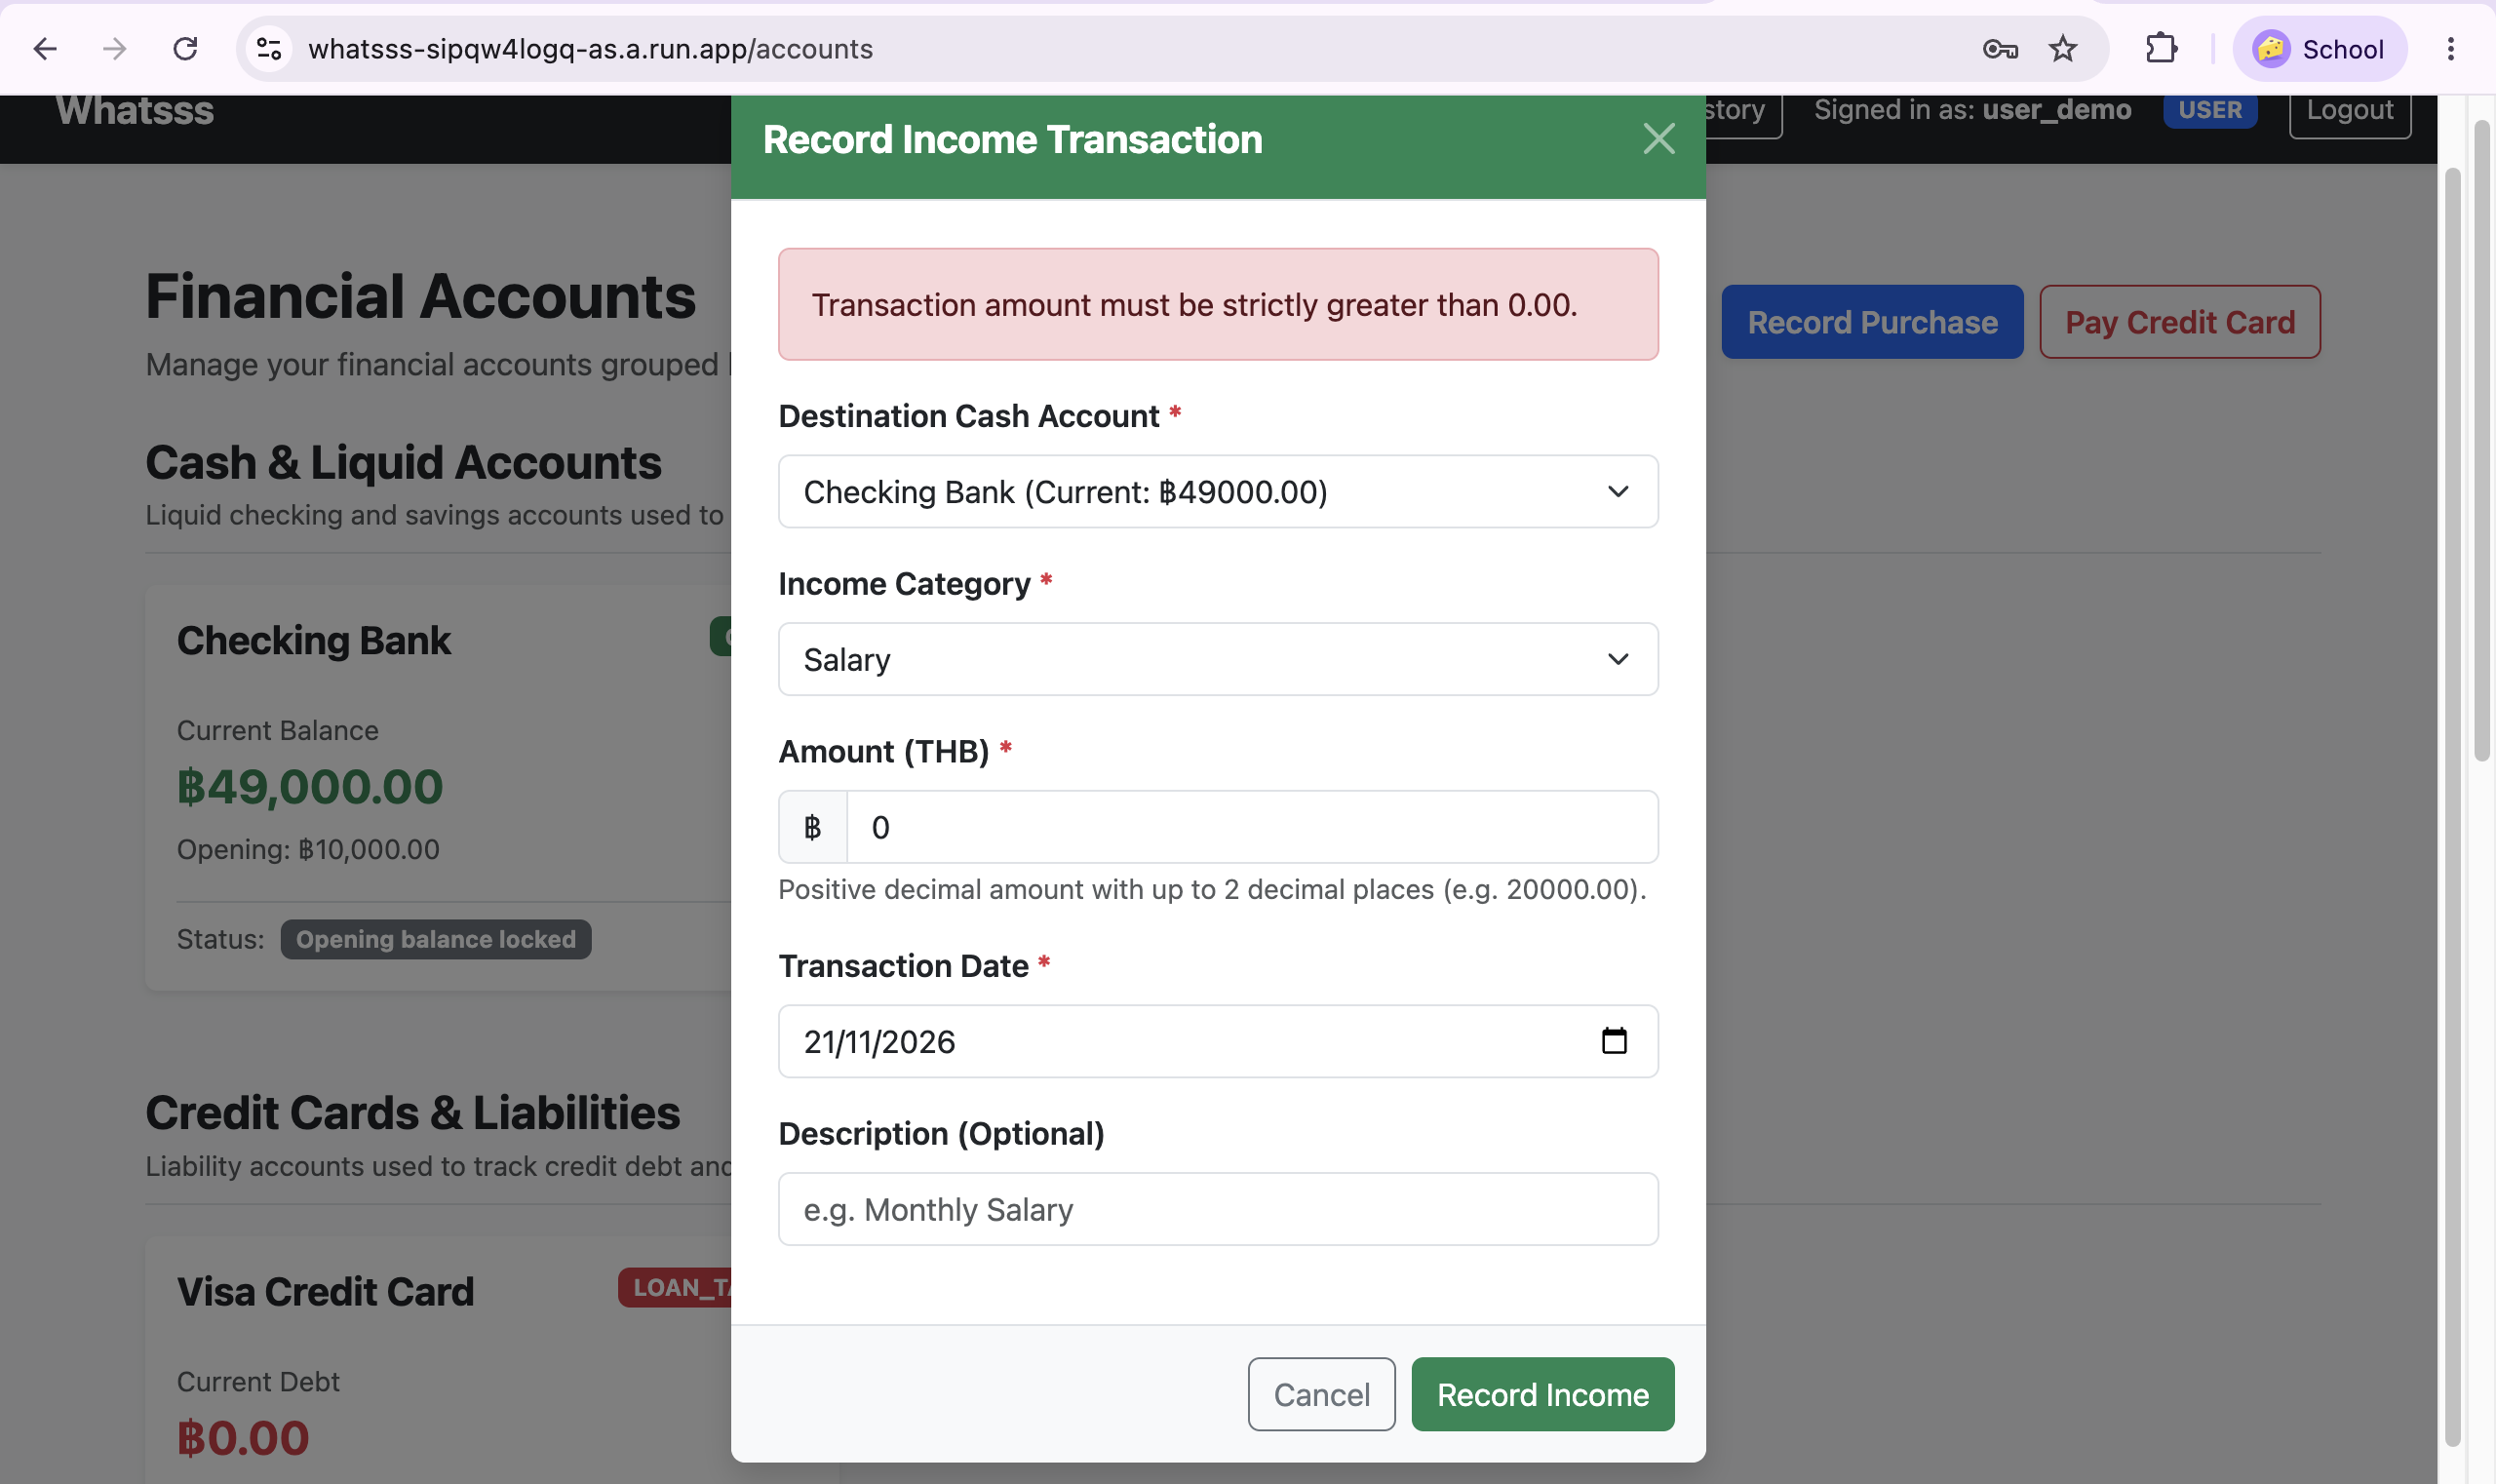 whatsss-sipqw4logq-as.a.run.app/accounts
School
Whatsss
story
Signed in as: user_demo
USER
Logout
Record Income Transaction
Financial Accounts
Manage your financial accounts grouped
Record Purchase
Pay Credit Card
Transaction amount must be strictly greater than 0.00.
Destination Cash Account *
Checking Bank (Current: ฿49000.00)
Cash & Liquid Accounts
Liquid checking and savings accounts used to
Income Category *
Salary
Checking Bank
Current Balance
฿49,000.00
Opening: ฿10,000.00
Status: Opening balance locked
Amount (THB) *
฿ 0
Positive decimal amount with up to 2 decimal places (e.g. 20000.00).
Transaction Date *
21/11/2026
Description (Optional)
e.g. Monthly Salary
Credit Cards & Liabilities
Liability accounts used to track credit debt and
Visa Credit Card
LOAN_TA
Current Debt
฿0.00
Cancel
Record Income